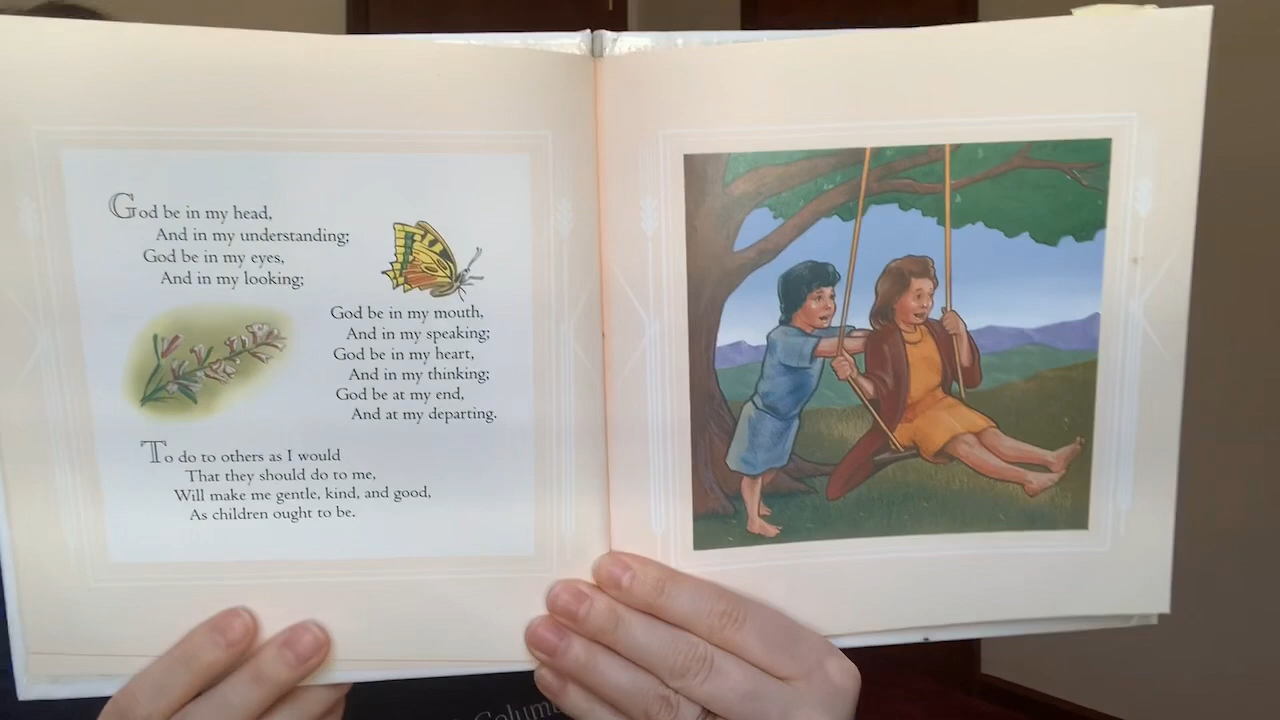 God be in my head,
And in my understanding;
God be in my eyes,
And in my looking;
God be in my mouth,
And in my speaking;
God be in my heart,
And in my thinking;
God be at my end,
And at my departing.
To do to others as I would
That they should do to me,
Will make me gentle, kind, and good,
As children ought to be.